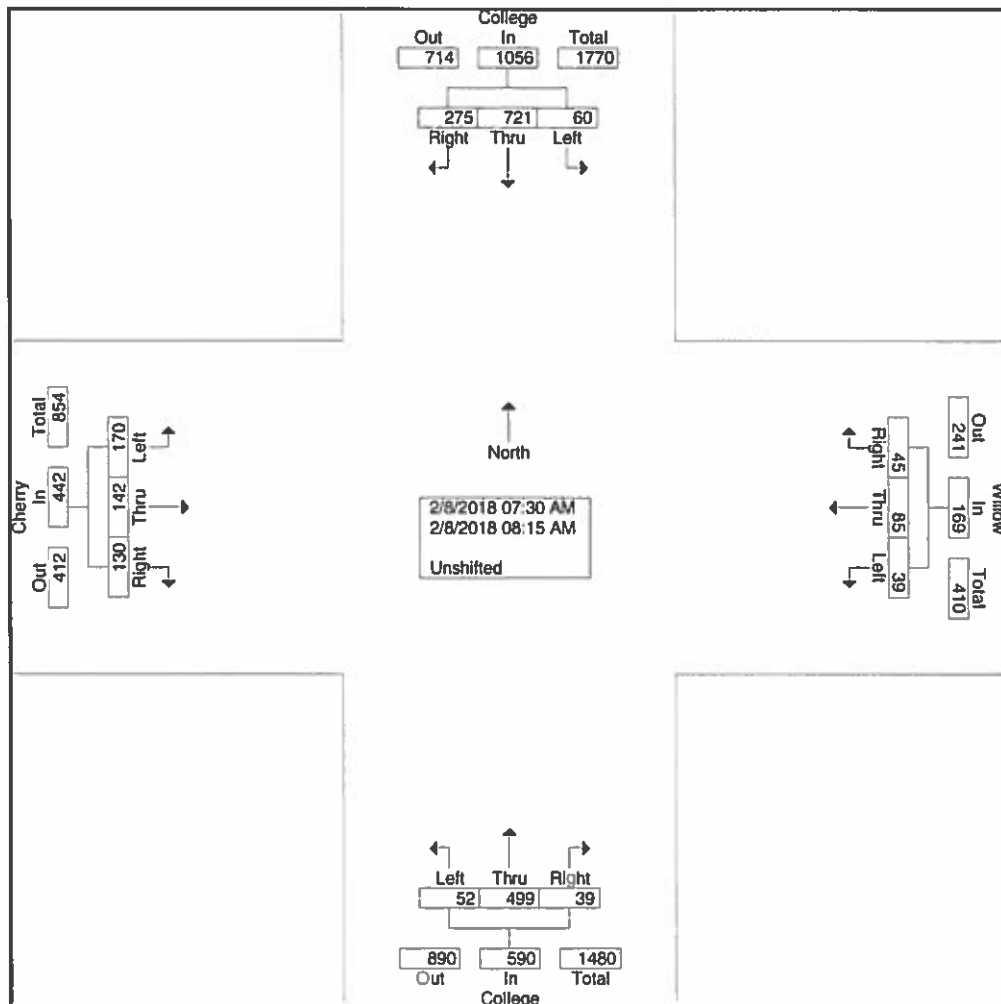 College
Out In Total
714 1056 1770
275 721 60
Right Thru Left
Cherry
Total In Out
854 442 412
170 142 130
Left Thru Right
North
2/8/2018 07:30 AM
2/8/2018 08:15 AM
Unshifted
Right Thru Left
45 85 39
Out In Total
241 169 410
Willow
Left Thru Right
52 499 39
890 590 1480
Out In Total
College